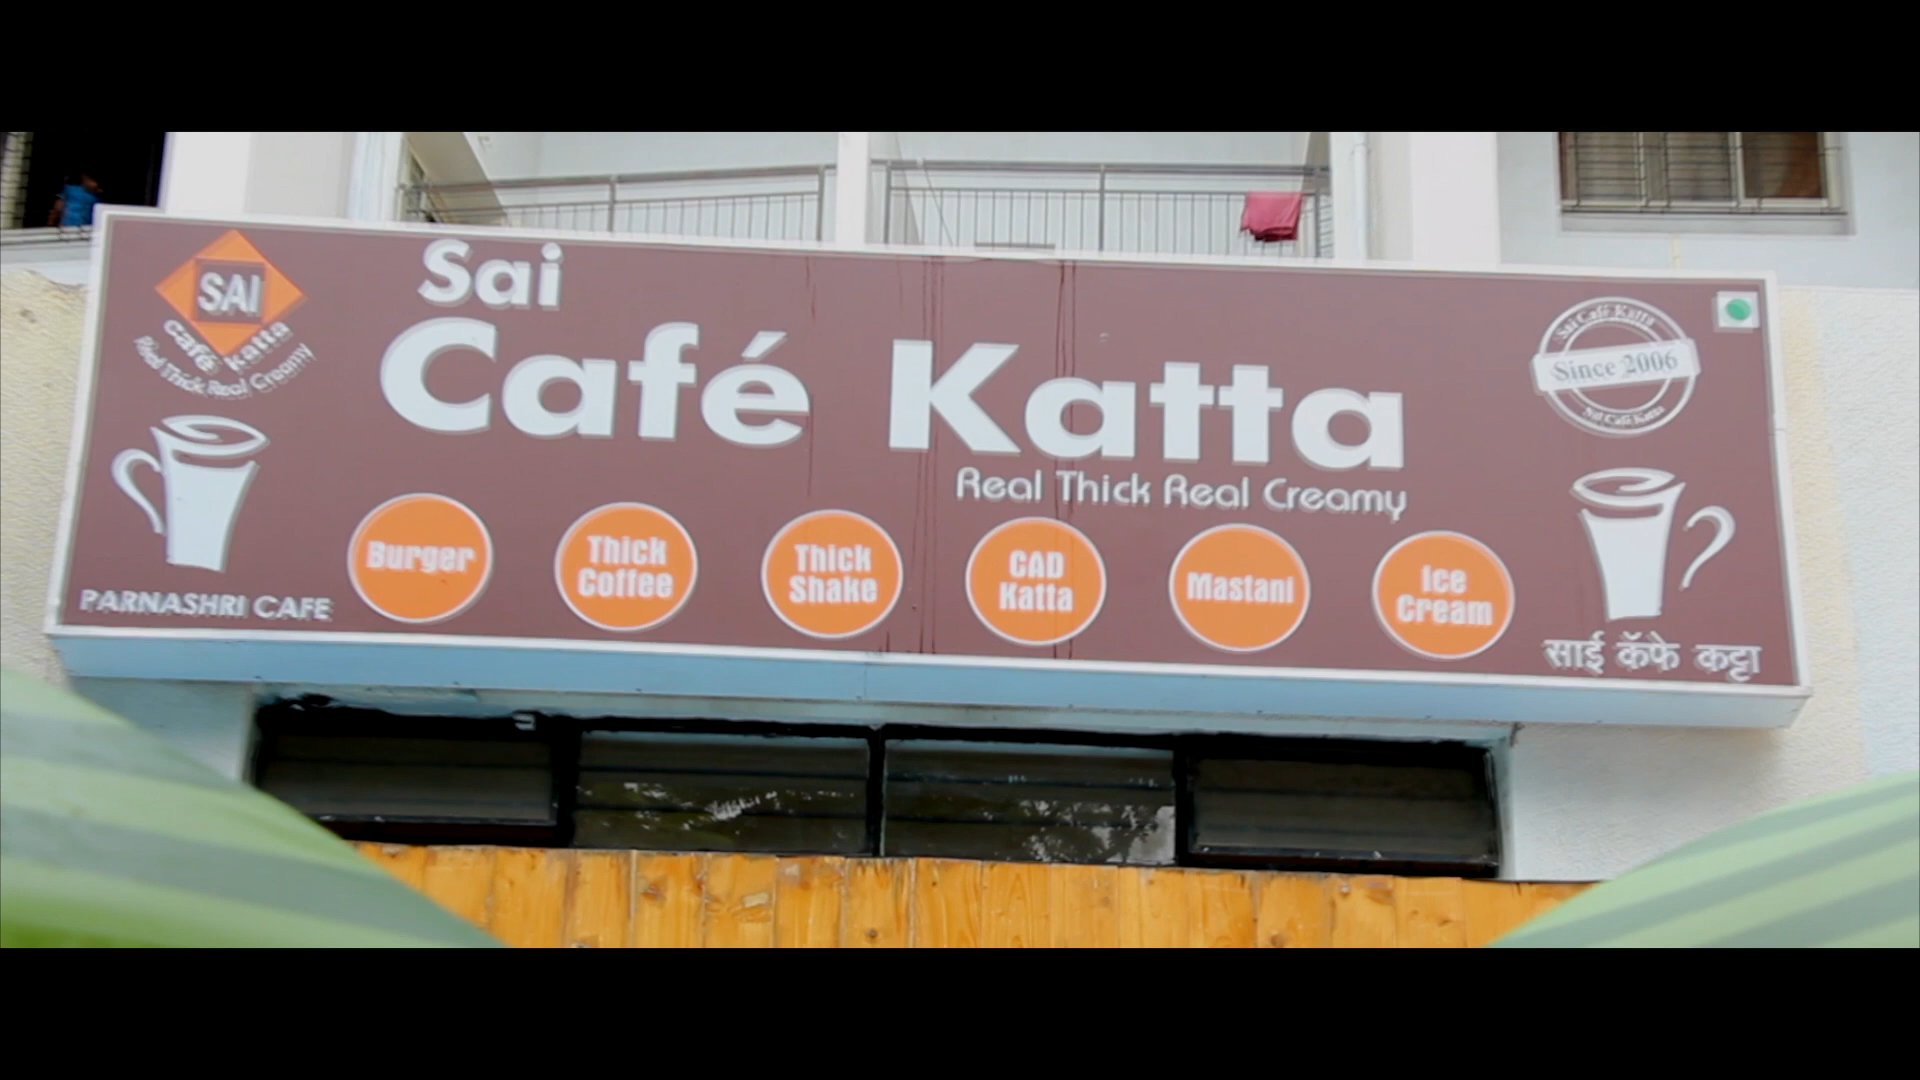 SAI
café katta
Real Thick Real Creamy
Sai
Café Katta
Real Thick Real Creamy
Sai Café Katta
Since 2006
Sai Café Katta
Burger
Thick
Coffee
Thick
Shake
CAD
Katta
Mastani
Ice
Cream
PARNASHRI CAFE
साई कॅफे कट्टा